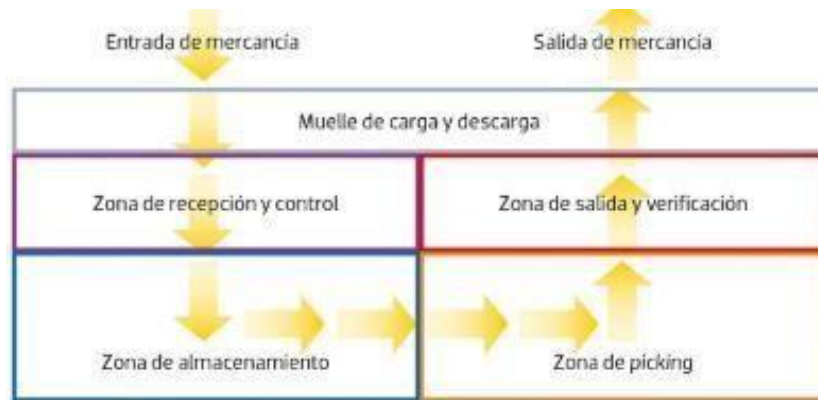 Entrada de mercancía
Salida de mercancía
Muelle de carga y descarga
Zona de recepción y control
Zona de salida y verificación
Zona de almacenamiento
Zona de picking